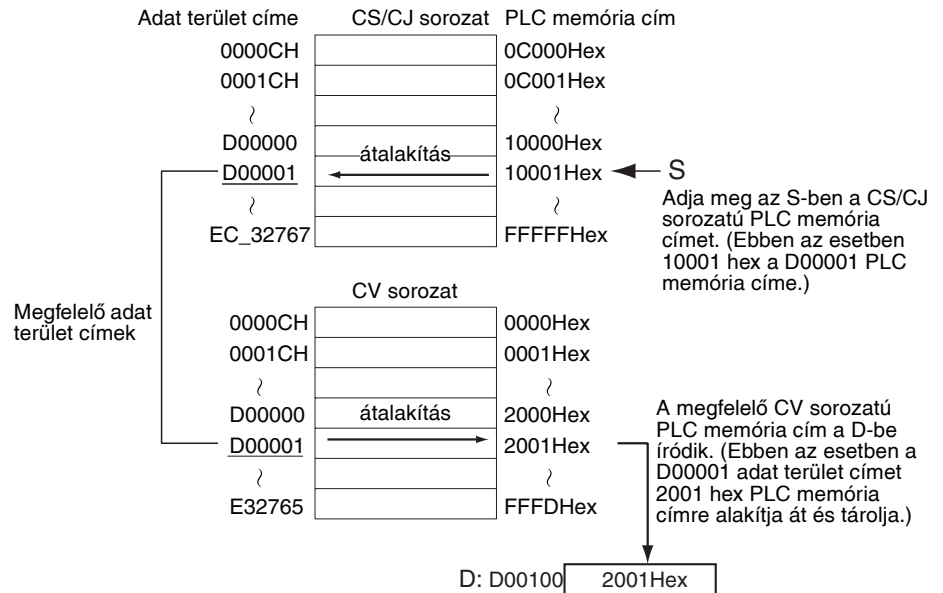 Adat terület címe CS/CJ sorozat PLC memória cím
0000CH 0C000Hex
0001CH 0C001Hex
~ ~
D00000 10000Hex
átalakítás
D00001 10001Hex S
~ ~
EC_32767 FFFFFHex
Adja meg az S-ben a CS/CJ
sorozatú PLC memória
címet. (Ebben az esetben
10001 hex a D00001 PLC
memória címe.)
Megfelelő adat
terület címek
CV sorozat
0000CH 0000Hex
0001CH 0001Hex
~ ~
D00000 átalakítás 2000Hex
D00001 2001Hex
~ ~
E32765 FFFDHex
A megfelelő CV sorozatú
PLC memória cím a D-be
íródik. (Ebben az esetben a
D00001 adat terület címet
2001 hex PLC memória
címre alakítja át és tárolja.)
D: D00100 2001Hex